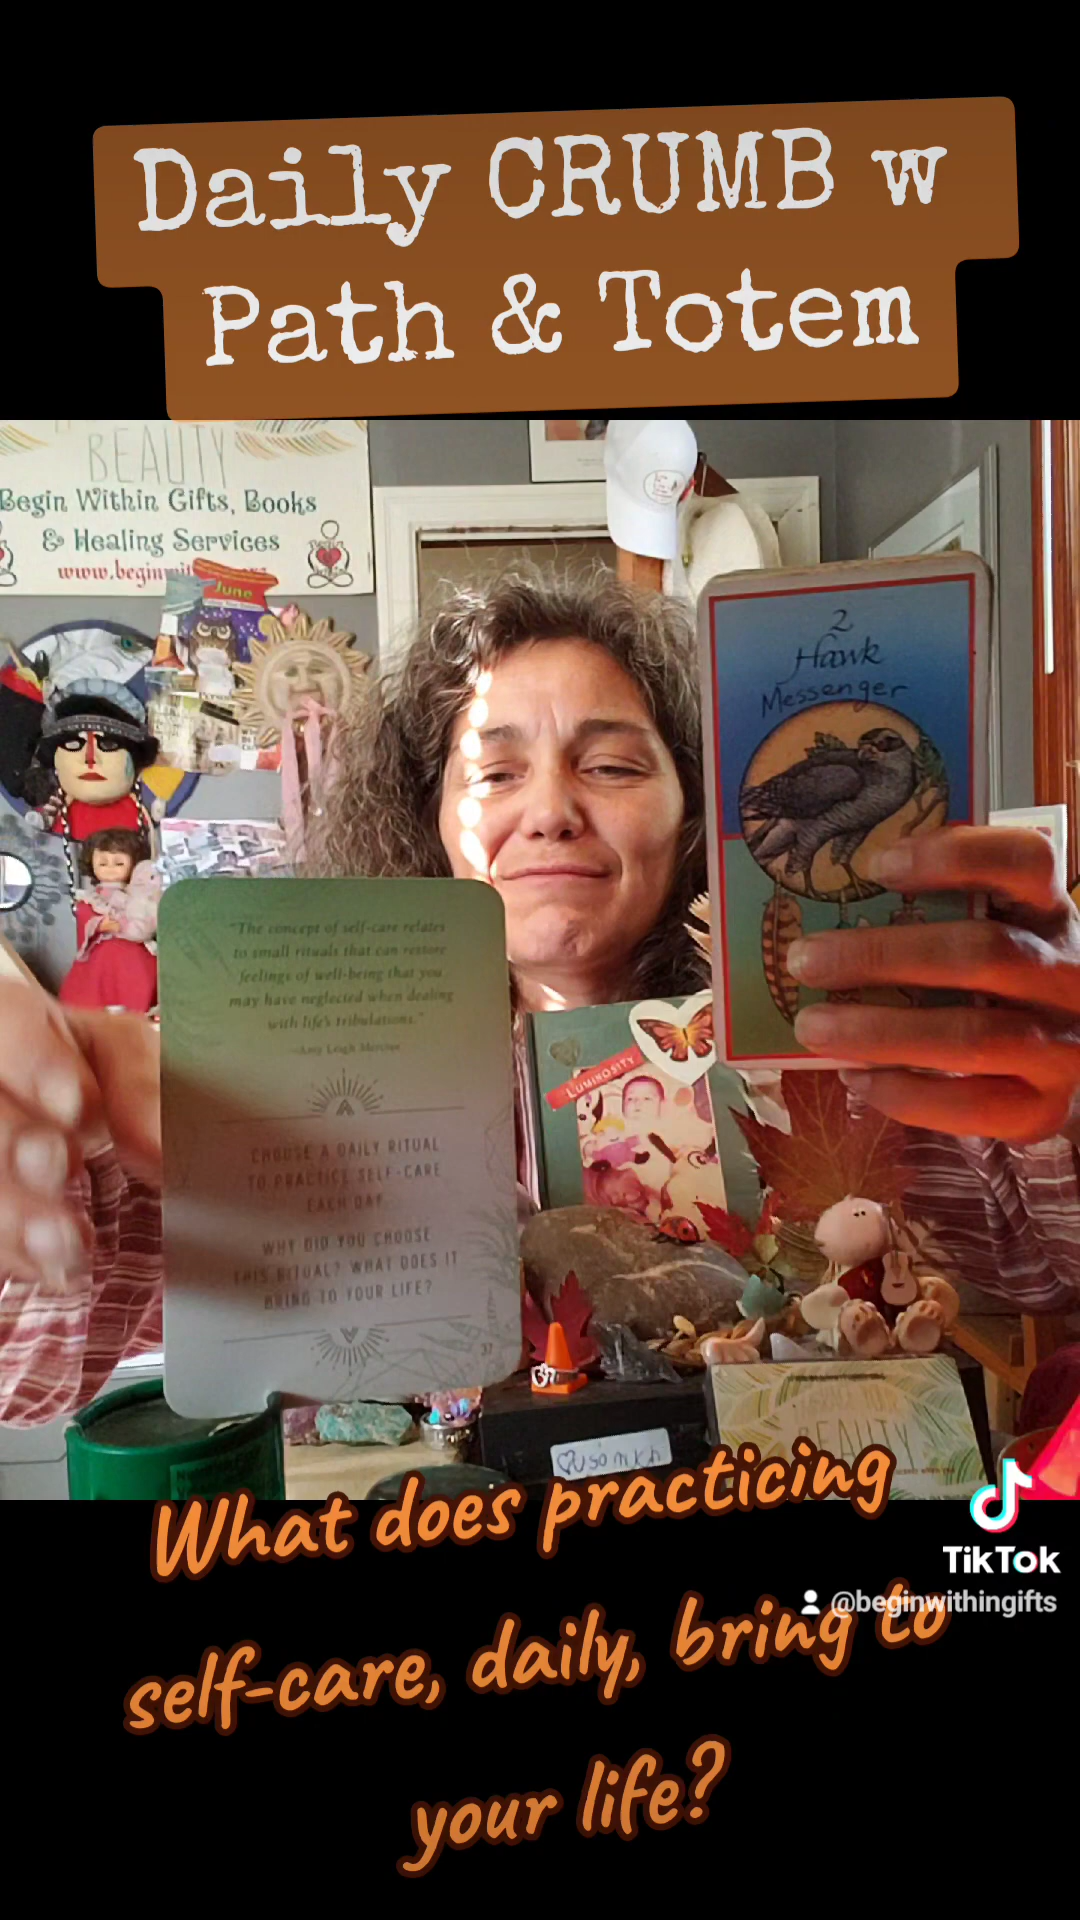 Daily CRUMB w
Path & Totem
BEAUTY
Begin Within Gifts, Books
& Healing Services
June
2
Hawk
Messenger
"The concept of self-care relates
to small rituals that can restore
feelings of well-being that you
may have neglected when dealing
with life's tribulations."
LUMINOSITY
CHOOSE A DAILY RITUAL
TO PRACTICE SELF-CARE
EACH DAY.
WHY DID YOU CHOOSE
THIS RITUAL? WHAT DOES IT
BRING TO YOUR LIFE?
37
BEAUTY
What does practicing
self-care, daily, bring to
your life?
TikTok
@beginwithingifts